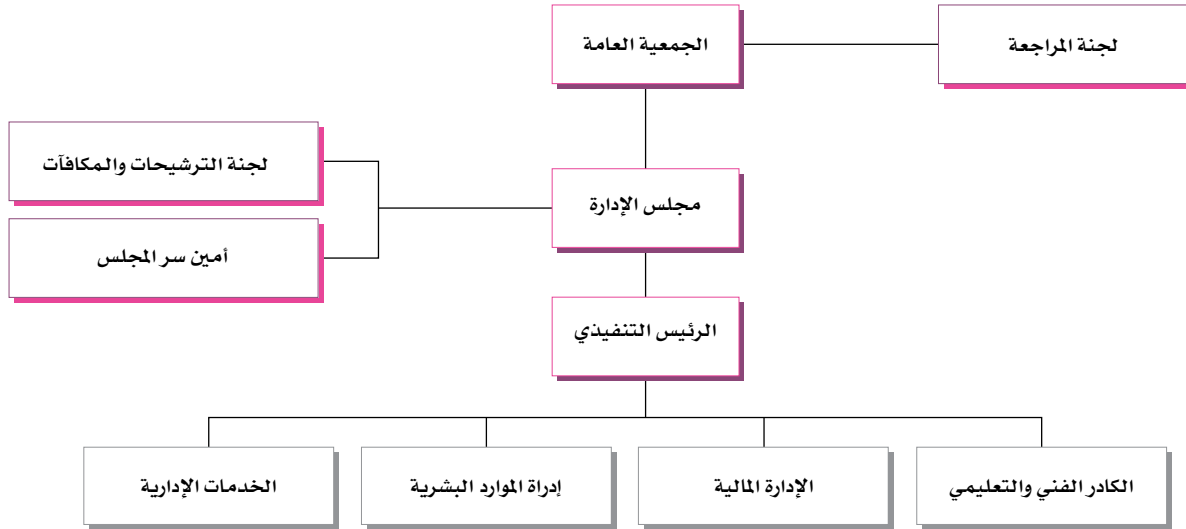 الجمعية العامة
لجنة المراجعة
لجنة الترشيحات والمكافآت
مجلس الإدارة
أمين سر المجلس
الرئيس التنفيذي
الكادر الفني والتعليمي
الإدارة المالية
إدراة الموارد البشرية
الخدمات الإدارية